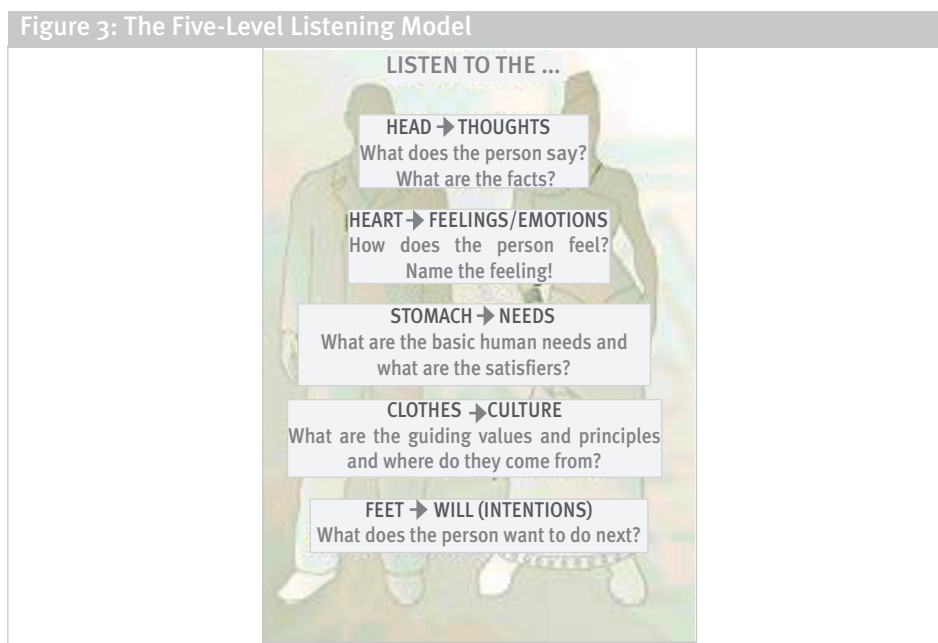 Figure 3: The Five-Level Listening Model
LISTEN TO THE ...
HEAD → THOUGHTS
What does the person say?
What are the facts?
HEART → FEELINGS/EMOTIONS
How does the person feel?
Name the feeling!
STOMACH → NEEDS
What are the basic human needs and
what are the satisfiers?
CLOTHES → CULTURE
What are the guiding values and principles
and where do they come from?
FEET → WILL (INTENTIONS)
What does the person want to do next?